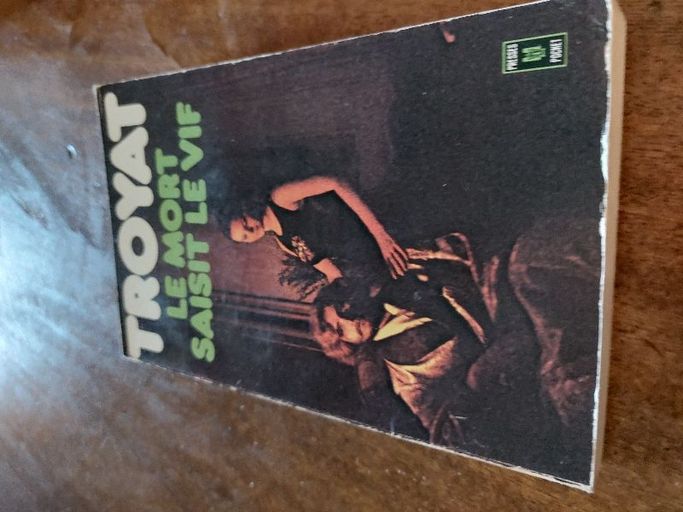 TROYAT
LE MORT
SAISIT LE VIF
PRESSES
POCKET